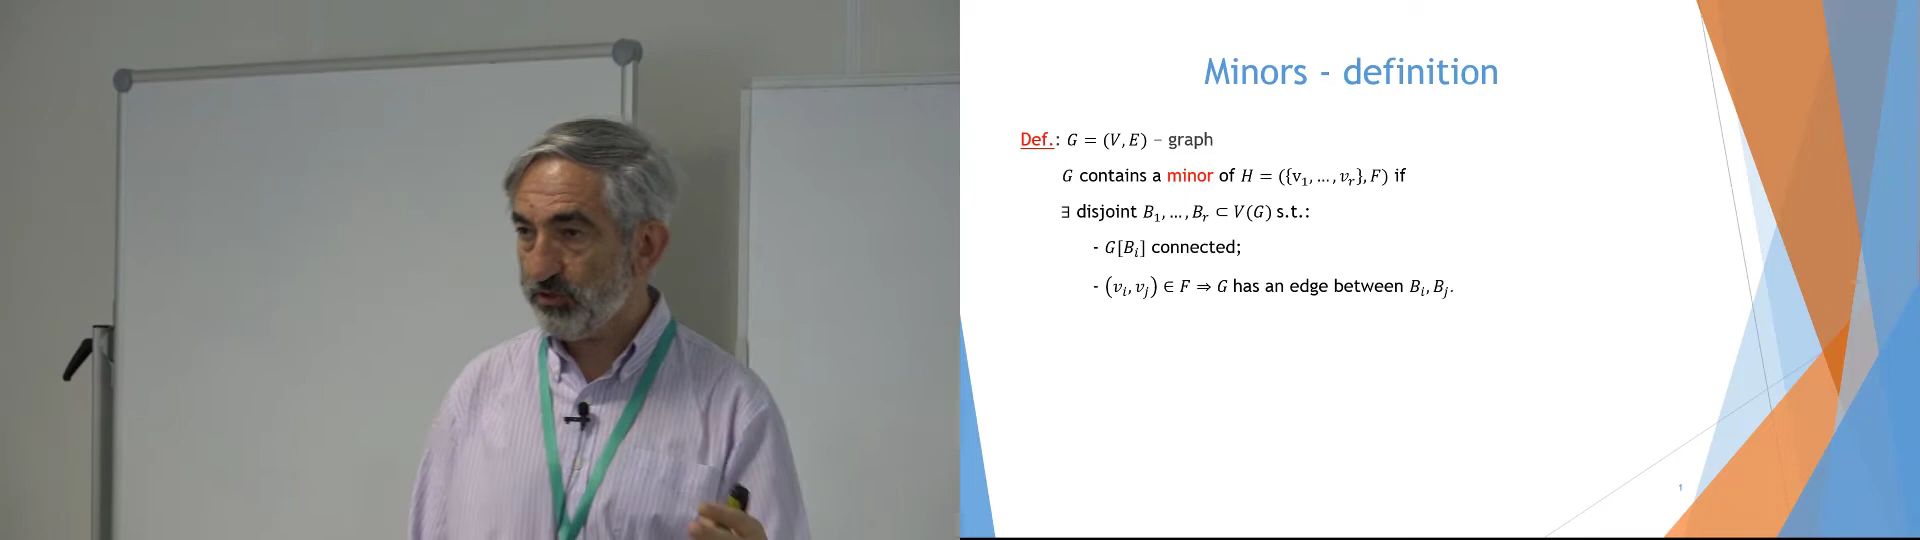 Minors - definition
Def.: G = (V, E) – graph
G contains a minor of H = ({v₁, …, vᵣ}, F) if
∃ disjoint B₁, …, Bᵣ ⊂ V(G) s.t.:
- G[Bᵢ] connected;
- (vᵢ, vⱼ) ∈ F ⇒ G has an edge between Bᵢ, Bⱼ.
1